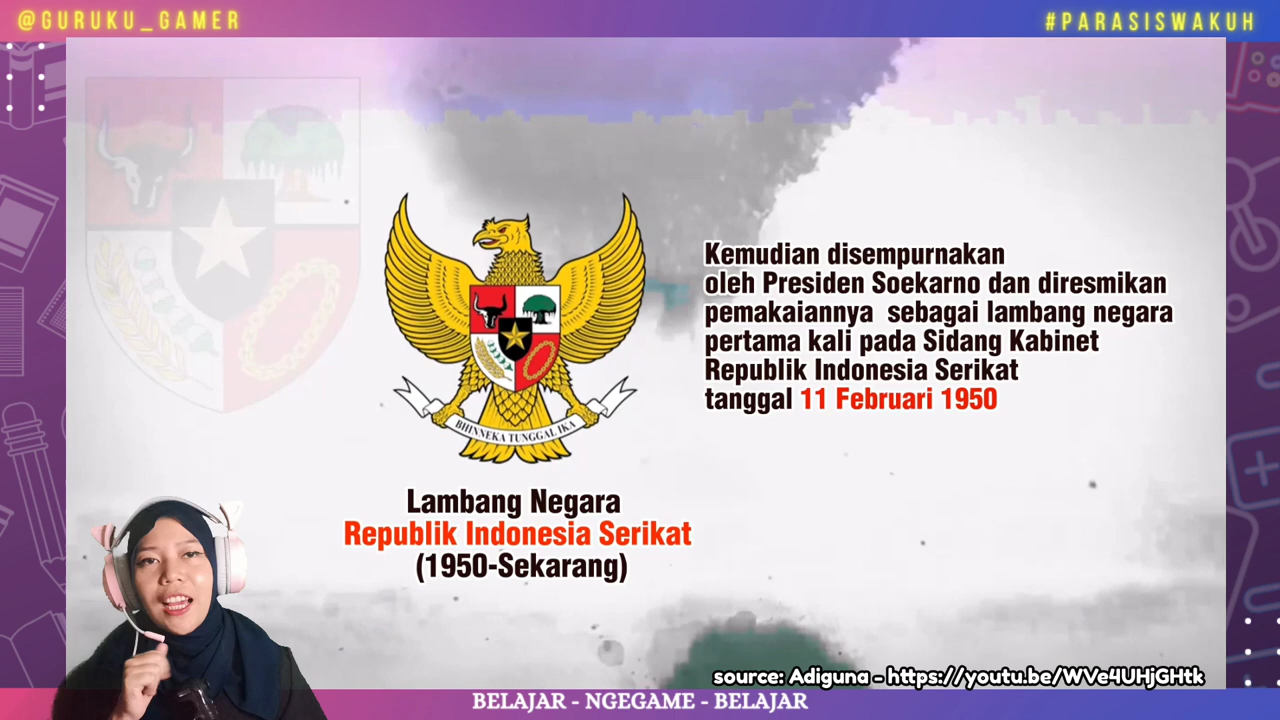 @GURUKU_GAMER
#PARASISWAKUH
Kemudian disempurnakan
oleh Presiden Soekarno dan diresmikan
pemakaiannya sebagai lambang negara
pertama kali pada Sidang Kabinet
Republik Indonesia Serikat
tanggal 11 Februari 1950
BHINNEKA TUNGGAL IKA
Lambang Negara
Republik Indonesia Serikat
(1950-Sekarang)
source: Adiguna - https://youtu.be/WVe4UHjGHtk
BELAJAR - NGEGAME - BELAJAR